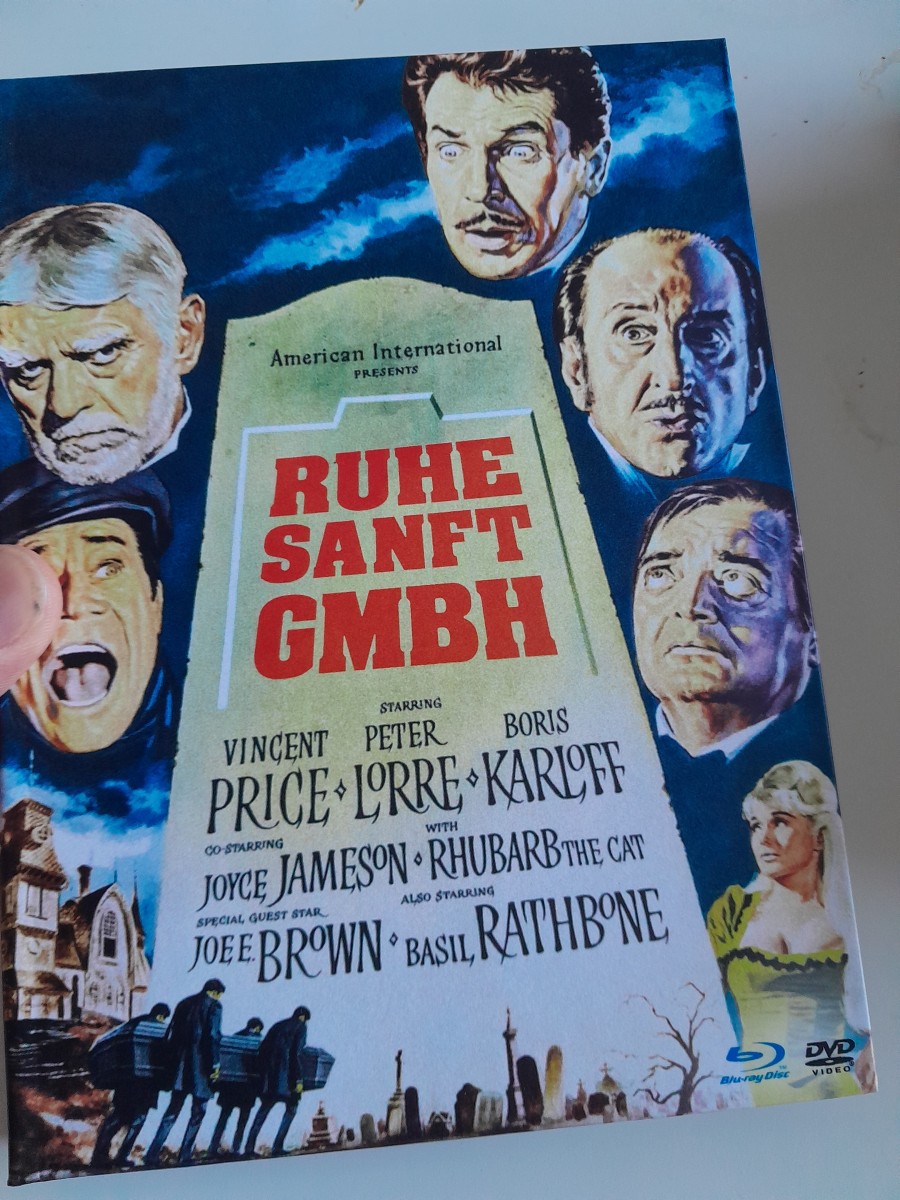 American International
PRESENTS
RUHE
SANFT
GMBH
STARRING
VINCENT PETER BORIS
PRICE ⬦ LORRE ⬦ KARLOFF
CO-STARRING WITH
JOYCE JAMESON ⬦ RHUBARB THE CAT
SPECIAL GUEST STAR ALSO STARRING
JOE E. BROWN ⬦ BASIL RATHBONE
Blu-ray Disc™ DVD
VIDEO